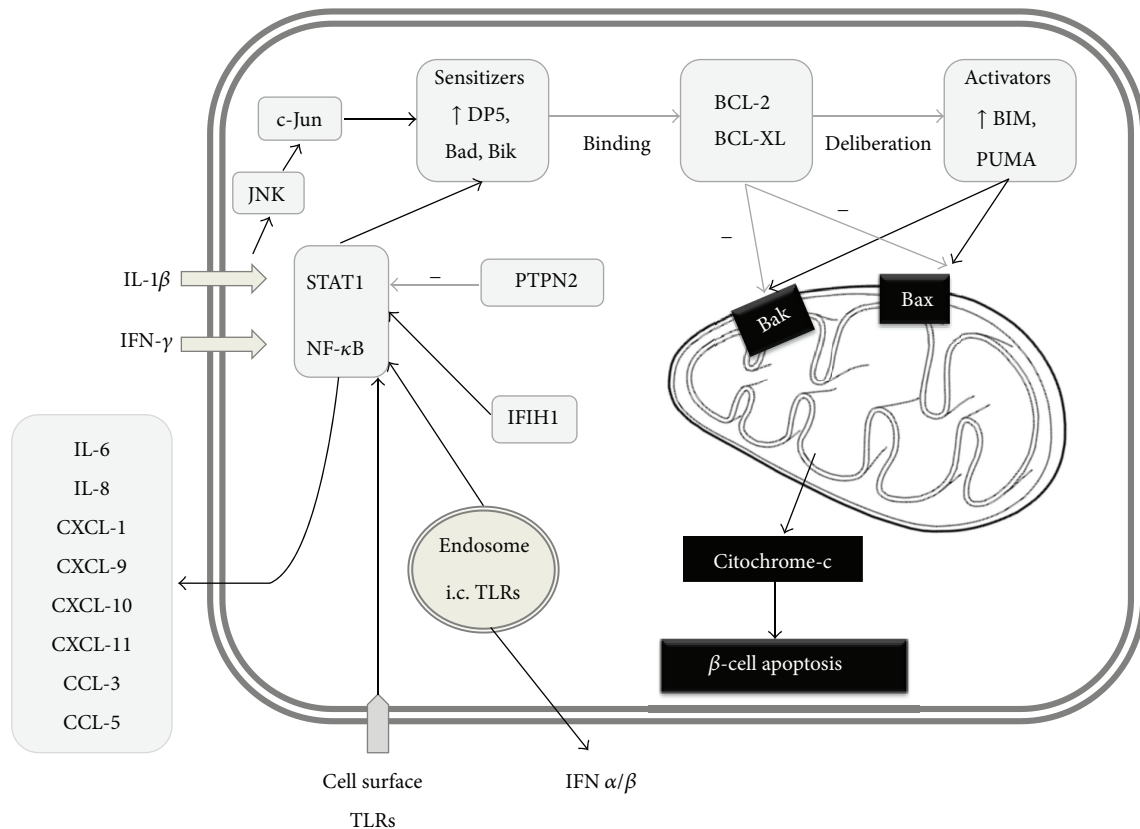 Sensitizers
↑ DP5,
Bad, Bik
BCL-2
BCL-XL
Activators
↑ BIM,
PUMA
c-Jun
Binding
Deliberation
JNK
–
–
IL-1β
IFN-γ
STAT1
NF-κB
–
PTPN2
Bak
Bax
IFIH1
IL-6
IL-8
CXCL-1
CXCL-9
CXCL-10
CXCL-11
CCL-3
CCL-5
Endosome
i.c. TLRs
Citochrome-c
β-cell apoptosis
Cell surface
TLRs
IFN α/β